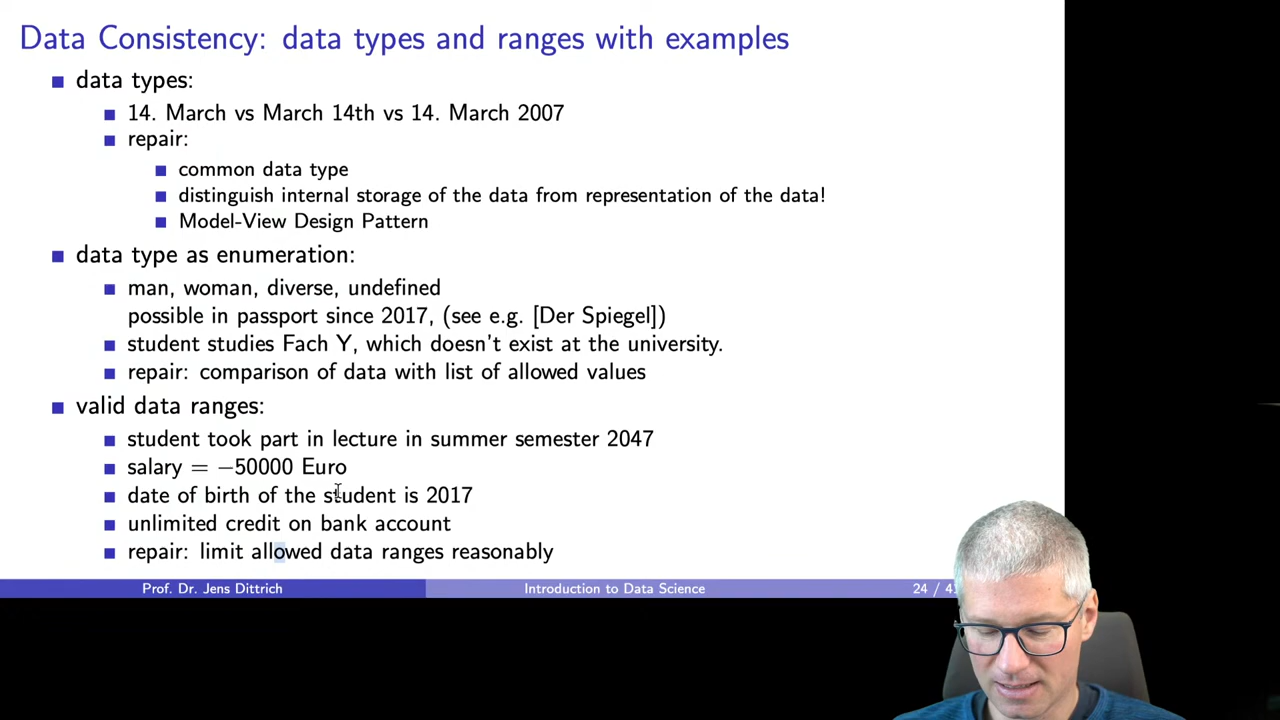 Data Consistency: data types and ranges with examples
data types:
14. March vs March 14th vs 14. March 2007
repair:
common data type
distinguish internal storage of the data from representation of the data!
Model-View Design Pattern
data type as enumeration:
man, woman, diverse, undefined
possible in passport since 2017, (see e.g. [Der Spiegel])
student studies Fach Y, which doesn't exist at the university.
repair: comparison of data with list of allowed values
valid data ranges:
student took part in lecture in summer semester 2047
salary = −50000 Euro
date of birth of the student is 2017
unlimited credit on bank account
repair: limit allowed data ranges reasonably
Prof. Dr. Jens Dittrich Introduction to Data Science 24 /